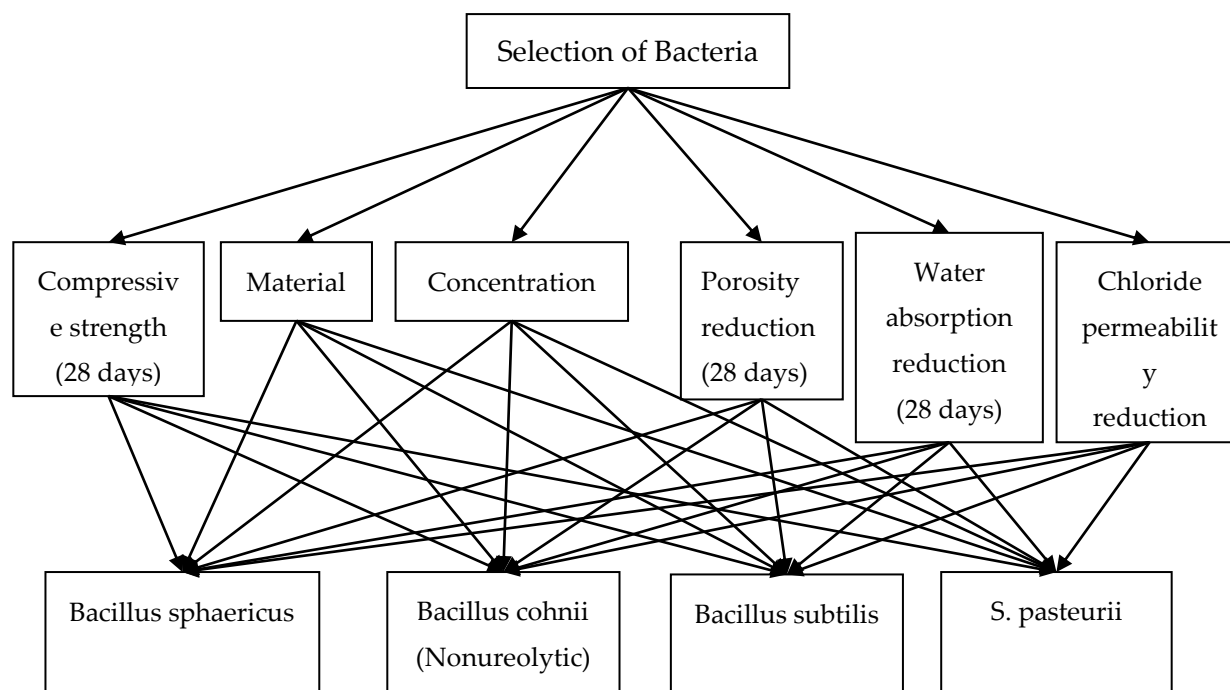 Selection of Bacteria
Compressiv
e strength
(28 days)
Material
Concentration
Porosity
reduction
(28 days)
Water
absorption
reduction
(28 days)
Chloride
permeabilit
y
reduction
Bacillus sphaericus
Bacillus cohnii
(Nonureolytic)
Bacillus subtilis
S. pasteurii